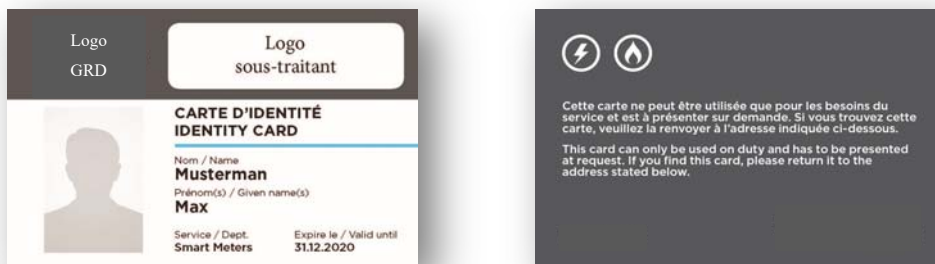 Logo
GRD
Logo
sous-traitant
CARTE D'IDENTITÉ
IDENTITY CARD
Nom / Name
Musterman
Prénom(s) / Given name(s)
Max
Service / Dept.
Smart Meters
Expire le / Valid until
31.12.2020
Cette carte ne peut être utilisée que pour les besoins du
service et est à présenter sur demande. Si vous trouvez cette
carte, veuillez la renvoyer à l'adresse indiquée ci-dessous.
This card can only be used on duty and has to be presented
at request. If you find this card, please return it to the
address stated below.